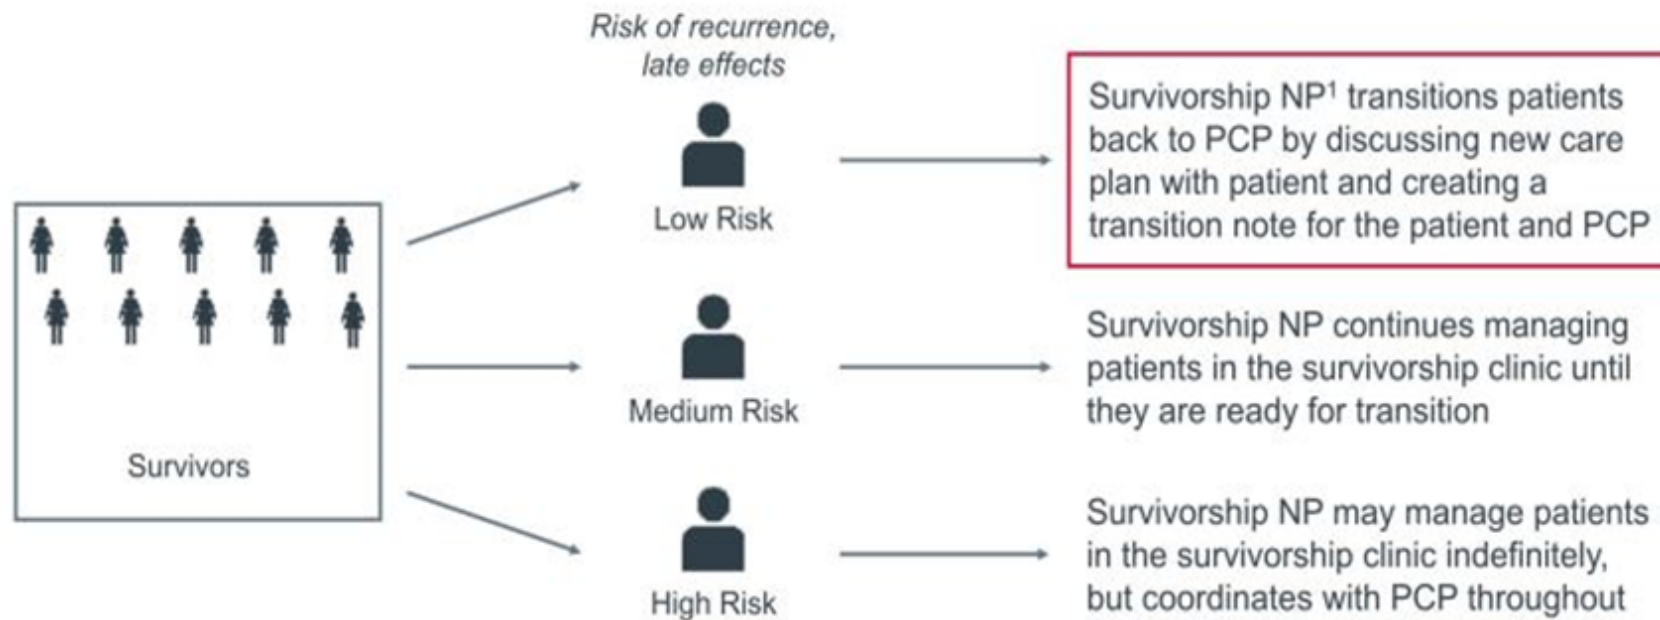 Risk of recurrence,
late effects
Survivors
Low Risk
Survivorship NP¹ transitions patients
back to PCP by discussing new care
plan with patient and creating a
transition note for the patient and PCP
Medium Risk
Survivorship NP continues managing
patients in the survivorship clinic until
they are ready for transition
High Risk
Survivorship NP may manage patients
in the survivorship clinic indefinitely,
but coordinates with PCP throughout